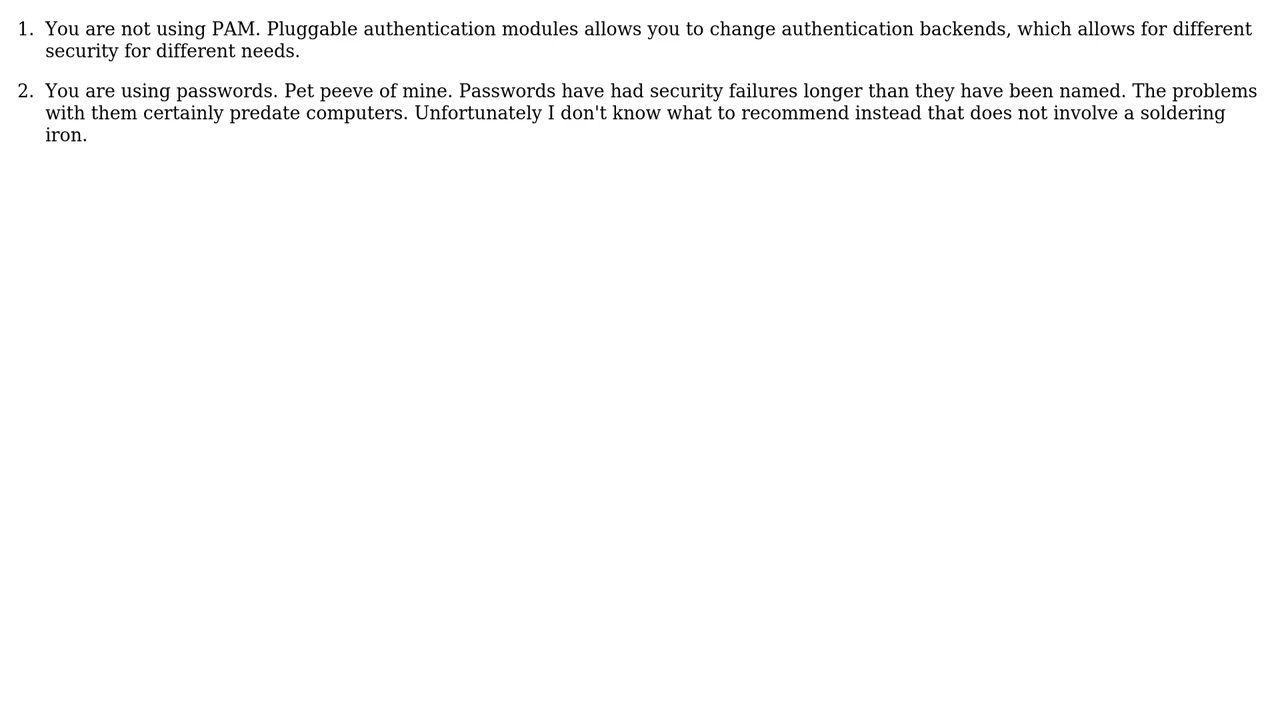 1. You are not using PAM. Pluggable authentication modules allows you to change authentication backends, which allows for different
security for different needs.
2. You are using passwords. Pet peeve of mine. Passwords have had security failures longer than they have been named. The problems
with them certainly predate computers. Unfortunately I don't know what to recommend instead that does not involve a soldering
iron.